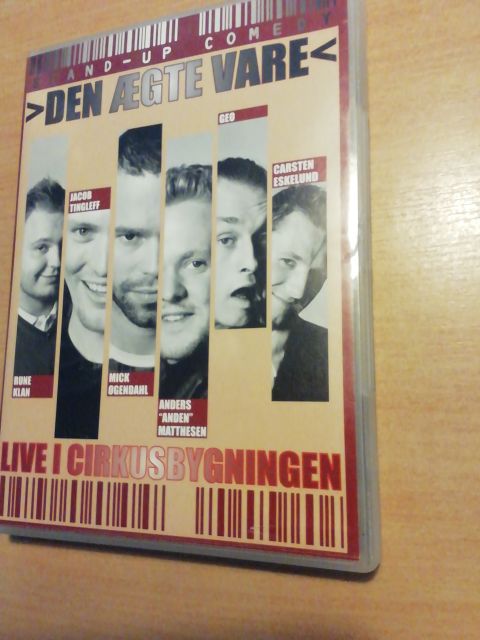 STAND-UP COMEDY
>DEN ÆGTE VARE<
GEO
CARSTEN
ESKELUND
JACOB
TINGLEFF
RUNE
KLAN
MICK
ØGENDAHL
ANDERS
"ANDEN"
MATTHESEN
LIVE I CIRKUSBYGNINGEN